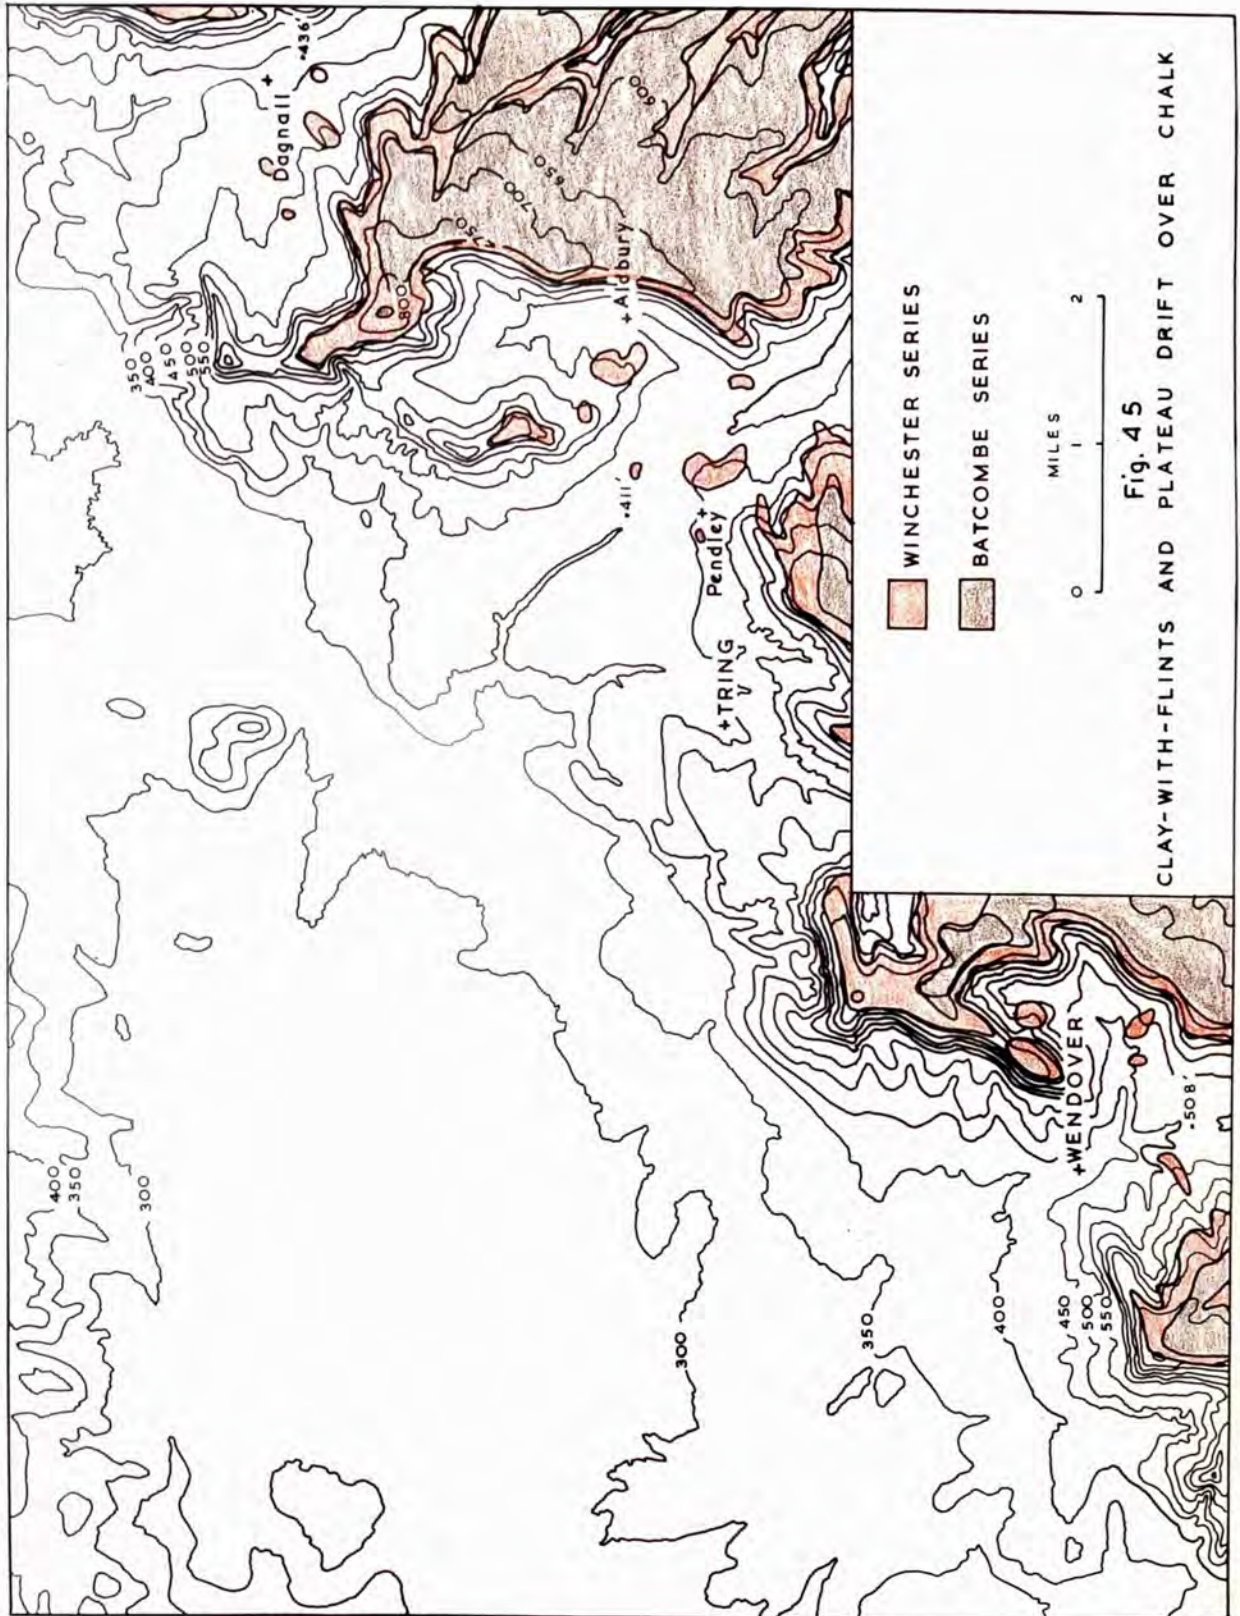 400
350
300
350
400
450
500
550
+
Dagnall
.436'
800
750
700
650
600
+Aldbury
.411'
Pendley+
+TRING
300
350
400
450
500
550
+WENDOVER
.508'
WINCHESTER SERIES
BATCOMBE SERIES
MILES
0 1 2
Fig. 45
CLAY-WITH-FLINTS AND PLATEAU DRIFT OVER CHALK